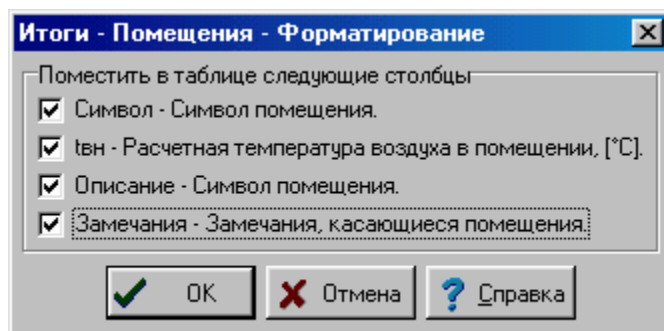 Итоги - Помещения - Форматирование
Поместить в таблице следующие столбцы
Символ - Символ помещения.
tвн - Расчетная температура воздуха в помещении, [°C].
Описание - Символ помещения.
Замечания - Замечания, касающиеся помещения.
OK Отмена Справка